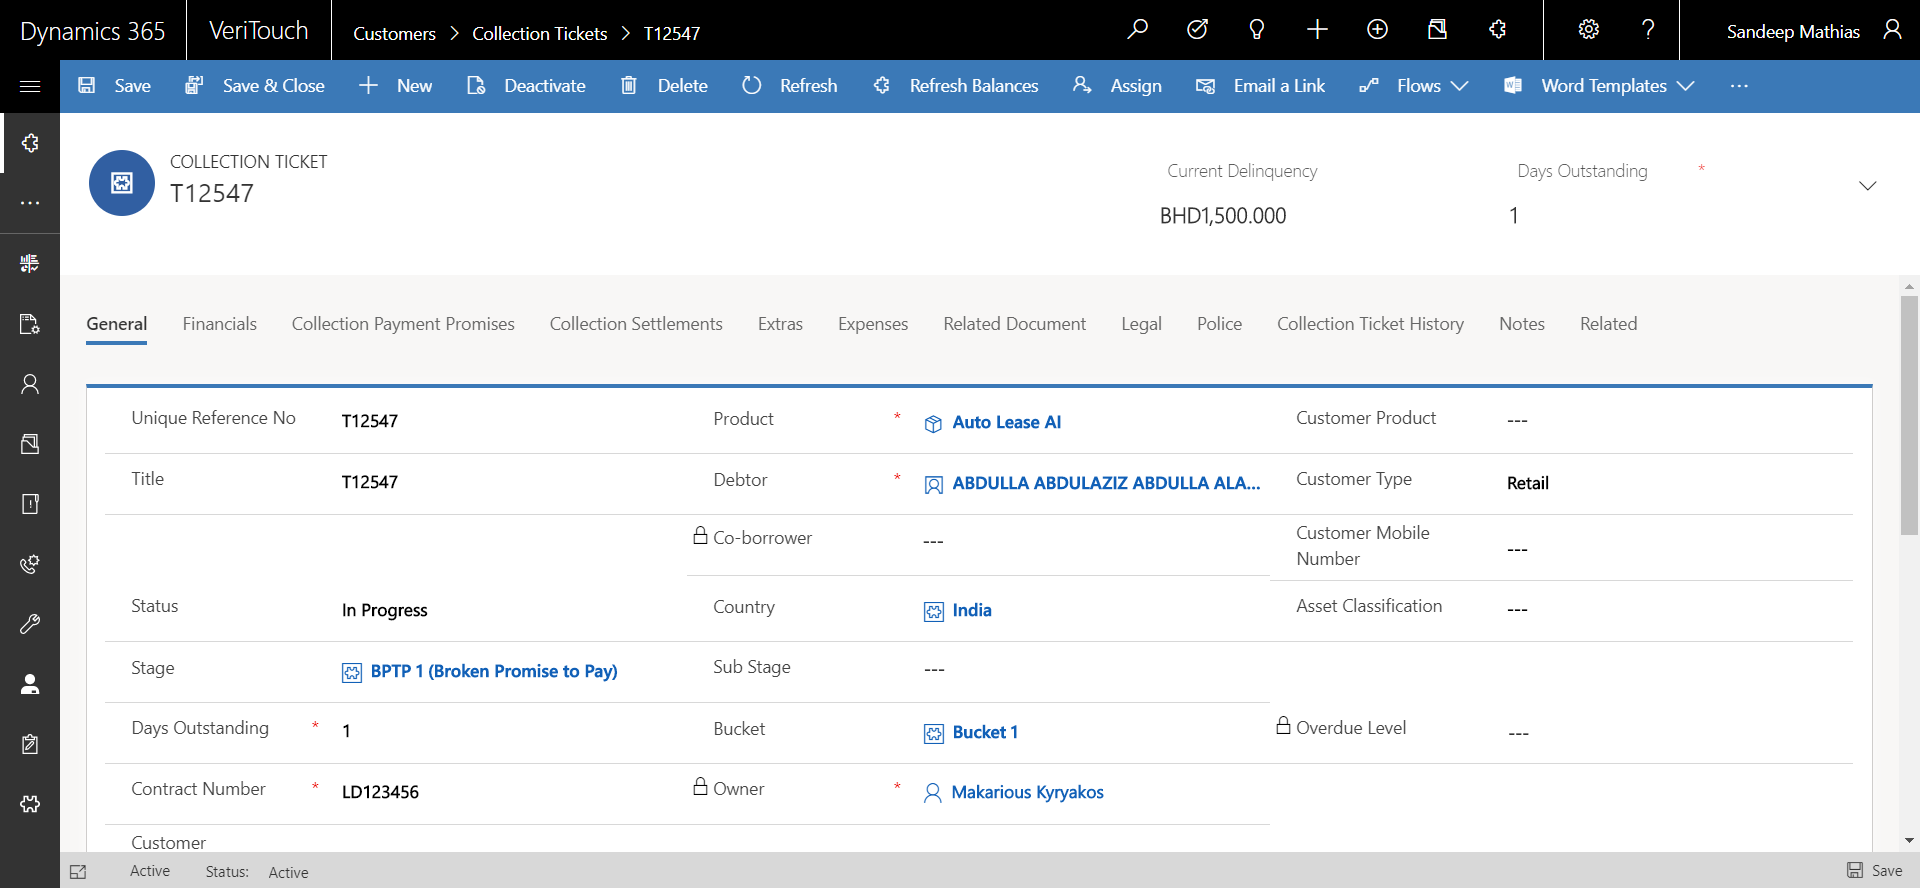 Dynamics 365 VeriTouch Customers > Collection Tickets > T12547 Sandeep Mathias
Save Save & Close New Deactivate Delete Refresh Refresh Balances Assign Email a Link Flows Word Templates ...
COLLECTION TICKET
T12547
Current Delinquency Days Outstanding *
BHD1,500.000 1
General Financials Collection Payment Promises Collection Settlements Extras Expenses Related Document Legal Police Collection Ticket History Notes Related
Unique Reference No T12547 Product * Auto Lease AI Customer Product ---
Title T12547 Debtor * ABDULLA ABDULAZIZ ABDULLA ALA... Customer Type Retail
Co-borrower --- Customer Mobile
Number ---
Status In Progress Country India Asset Classification ---
Stage BPTP 1 (Broken Promise to Pay) Sub Stage ---
Days Outstanding * 1 Bucket Bucket 1 Overdue Level ---
Contract Number * LD123456 Owner * Makarious Kyryakos
Customer
Active Status: Active Save